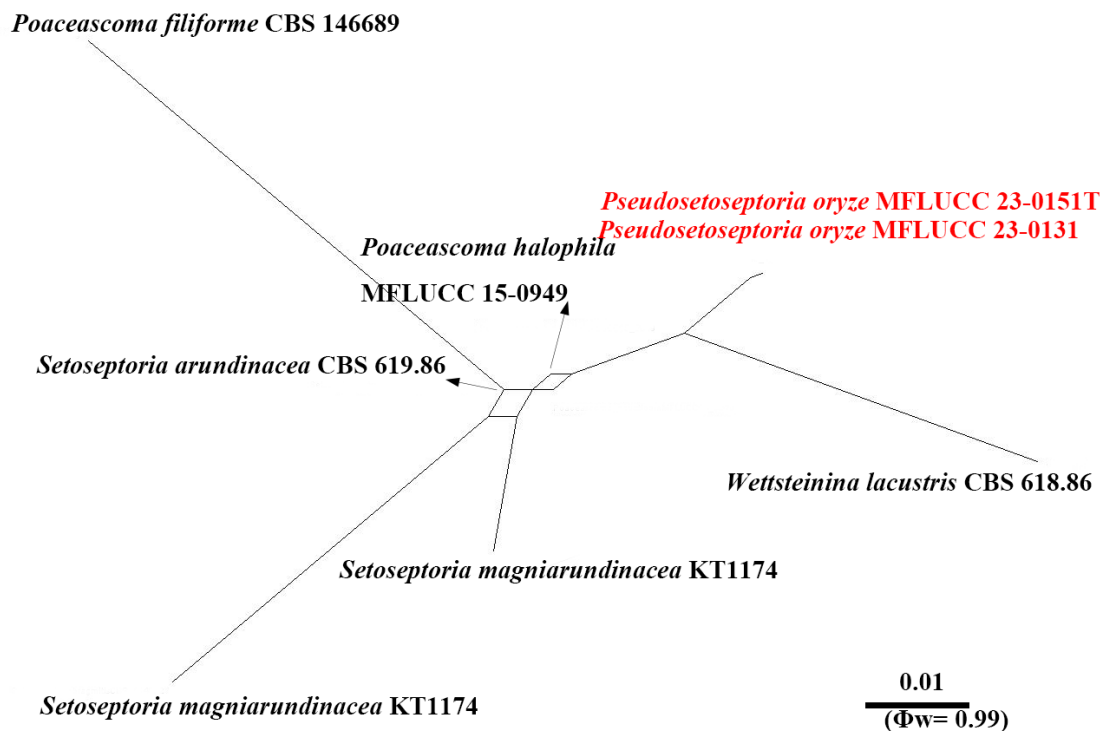 Poaceascoma filiforme CBS 146689
Pseudosetoseptoria oryze MFLUCC 23-0151T
Pseudosetoseptoria oryze MFLUCC 23-0131
Poaceascoma halophila
MFLUCC 15-0949
Setoseptoria arundinacea CBS 619.86
Wettsteinina lacustris CBS 618.86
Setoseptoria magniarundinacea KT1174
Setoseptoria magniarundinacea KT1174
0.01
(Φw= 0.99)